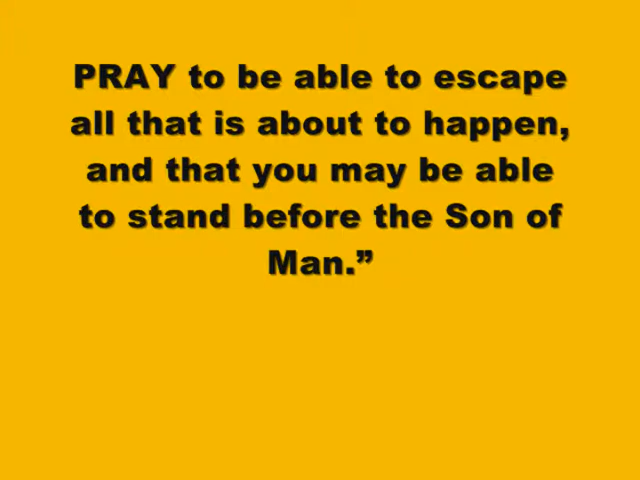 PRAY to be able to escape
all that is about to happen,
and that you may be able
to stand before the Son of
Man.”